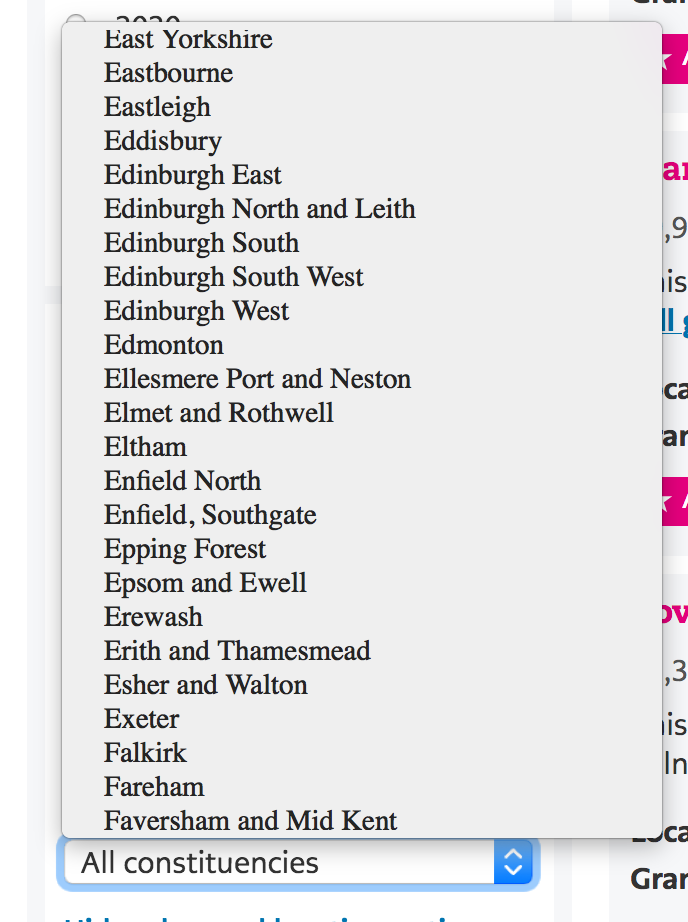 East Yorkshire
Eastbourne
Eastleigh
Eddisbury
Edinburgh East
Edinburgh North and Leith
Edinburgh South
Edinburgh South West
Edinburgh West
Edmonton
Ellesmere Port and Neston
Elmet and Rothwell
Eltham
Enfield North
Enfield, Southgate
Epping Forest
Epsom and Ewell
Erewash
Erith and Thamesmead
Esher and Walton
Exeter
Falkirk
Fareham
Faversham and Mid Kent
All constituencies